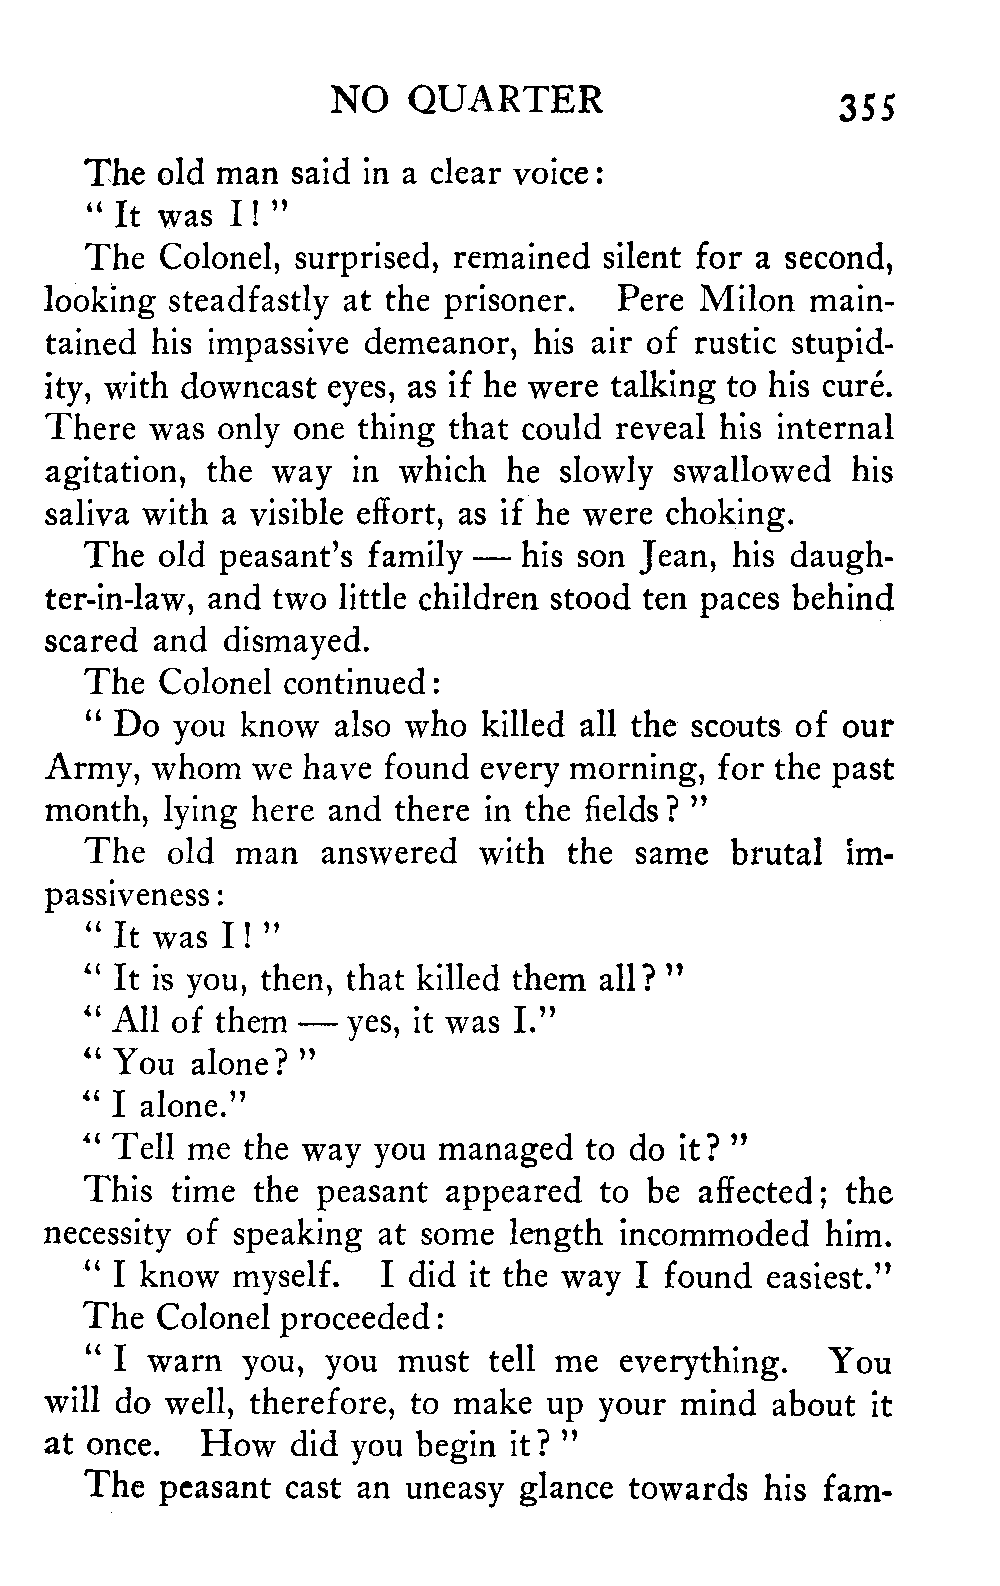 NO QUARTER 355
The old man said in a clear voice:
“ It was I! ”
The Colonel, surprised, remained silent for a second,
looking steadfastly at the prisoner. Pere Milon main-
tained his impassive demeanor, his air of rustic stupid-
ity, with downcast eyes, as if he were talking to his curé.
There was only one thing that could reveal his internal
agitation, the way in which he slowly swallowed his
saliva with a visible effort, as if he were choking.
The old peasant’s family — his son Jean, his daugh-
ter-in-law, and two little children stood ten paces behind
scared and dismayed.
The Colonel continued:
“ Do you know also who killed all the scouts of our
Army, whom we have found every morning, for the past
month, lying here and there in the fields? ”
The old man answered with the same brutal im-
passiveness:
“ It was I! ”
“ It is you, then, that killed them all? ”
“ All of them — yes, it was I.”
“ You alone? ”
“ I alone.”
“ Tell me the way you managed to do it? ”
This time the peasant appeared to be affected; the
necessity of speaking at some length incommoded him.
“ I know myself. I did it the way I found easiest.”
The Colonel proceeded:
“ I warn you, you must tell me everything. You
will do well, therefore, to make up your mind about it
at once. How did you begin it? ”
The peasant cast an uneasy glance towards his fam-